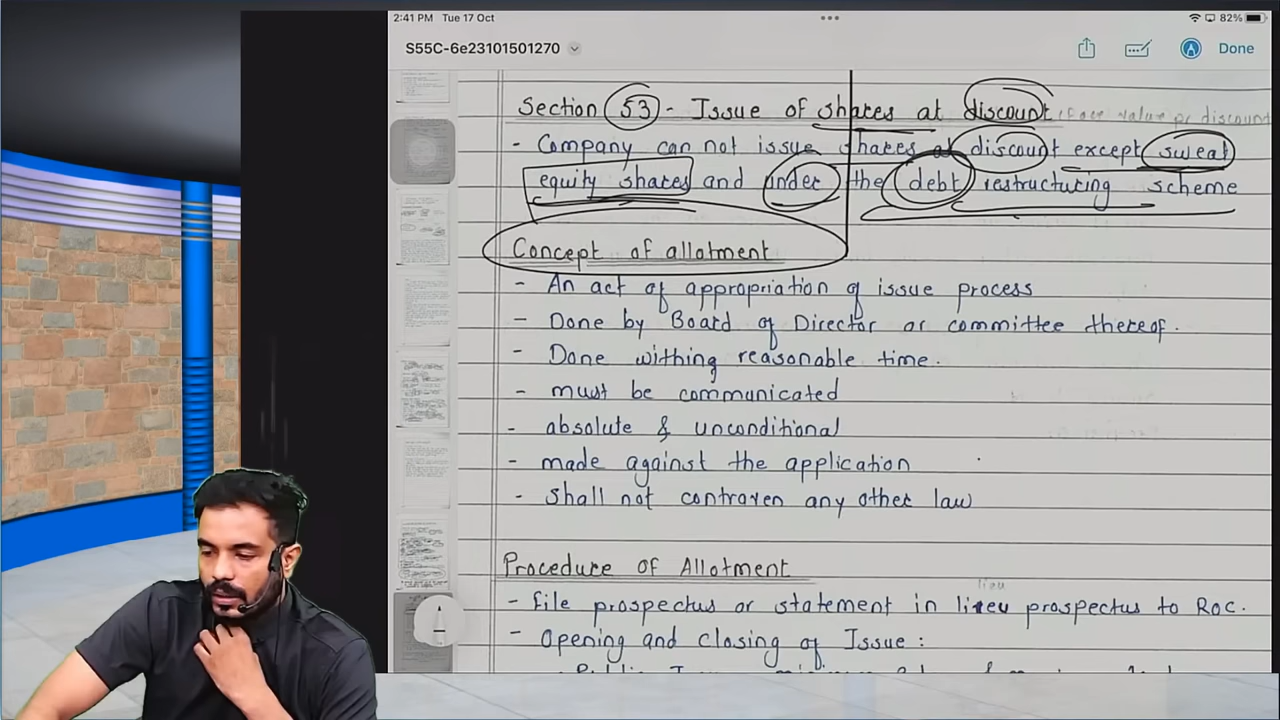 2:41 PM Tue 17 Oct
82%
S55C-6e23101501270
Done
Section 53 - Issue of shares at discount
- Company can not issue shares at discount except sweat
equity shares and under the debt restructuring scheme
Concept of allotment
- An act of appropriation of issue process
- Done by Board of Director or committee thereof.
- Done withing reasonable time.
- must be communicated
- absolute & unconditional
- made against the application
- shall not contraven any other law
Procedure of Allotment
lieu
- file prospectus or statement in lireu prospectus to ROC.
- Opening and closing of Issue :